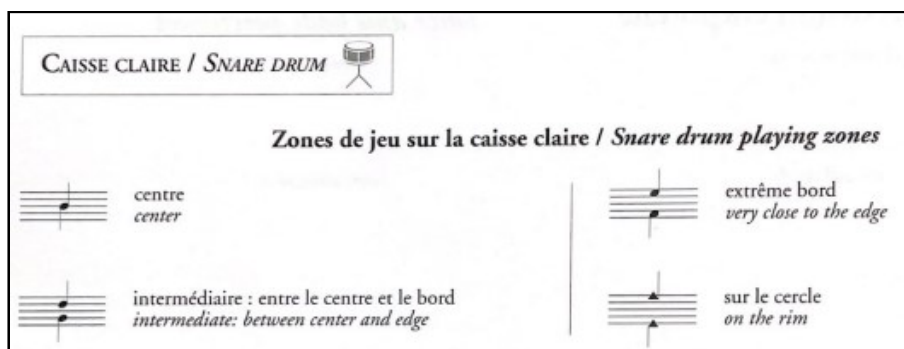 CAISSE CLAIRE / SNARE DRUM
Zones de jeu sur la caisse claire / Snare drum playing zones
centre
center
intermédiaire : entre le centre et le bord
intermediate: between center and edge
extrême bord
very close to the edge
sur le cercle
on the rim